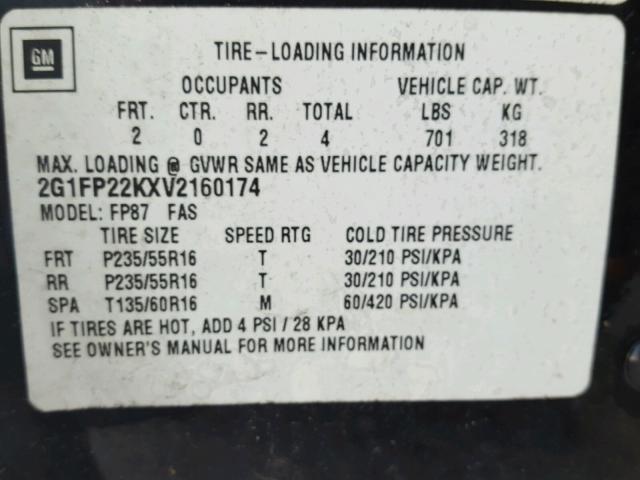 GM
TIRE-LOADING INFORMATION
OCCUPANTS VEHICLE CAP. WT.
FRT. CTR. RR. TOTAL LBS KG
2 0 2 4 701 318
MAX. LOADING @ GVWR SAME AS VEHICLE CAPACITY WEIGHT.
2G1FP22KXV2160174
MODEL: FP87 FAS
TIRE SIZE SPEED RTG COLD TIRE PRESSURE
FRT P235/55R16 T 30/210 PSI/KPA
RR P235/55R16 T 30/210 PSI/KPA
SPA T135/60R16 M 60/420 PSI/KPA
IF TIRES ARE HOT, ADD 4 PSI / 28 KPA
SEE OWNER'S MANUAL FOR MORE INFORMATION